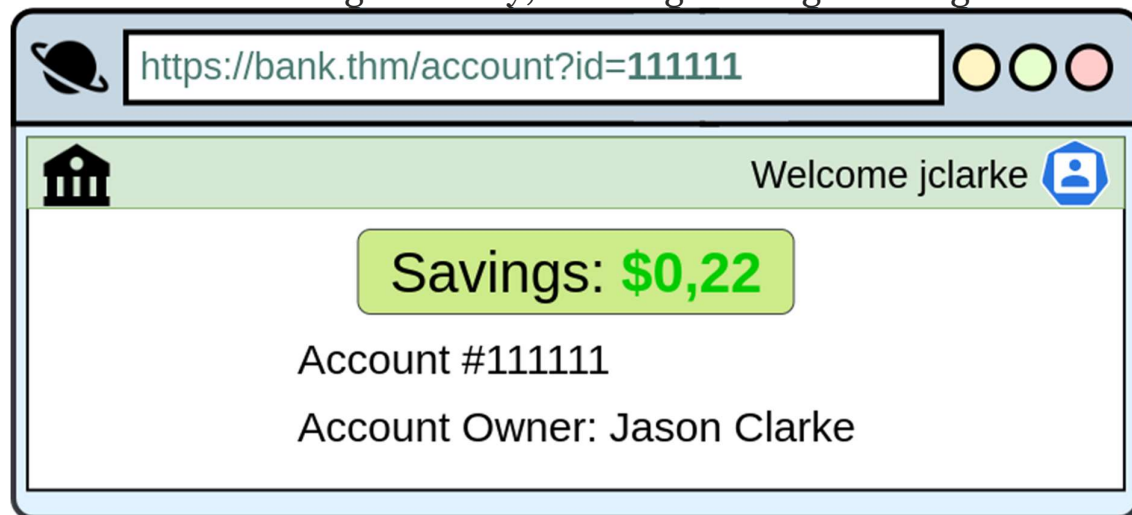 https://bank.thm/account?id=111111
Welcome jclarke
Savings: $0,22
Account #111111
Account Owner: Jason Clarke